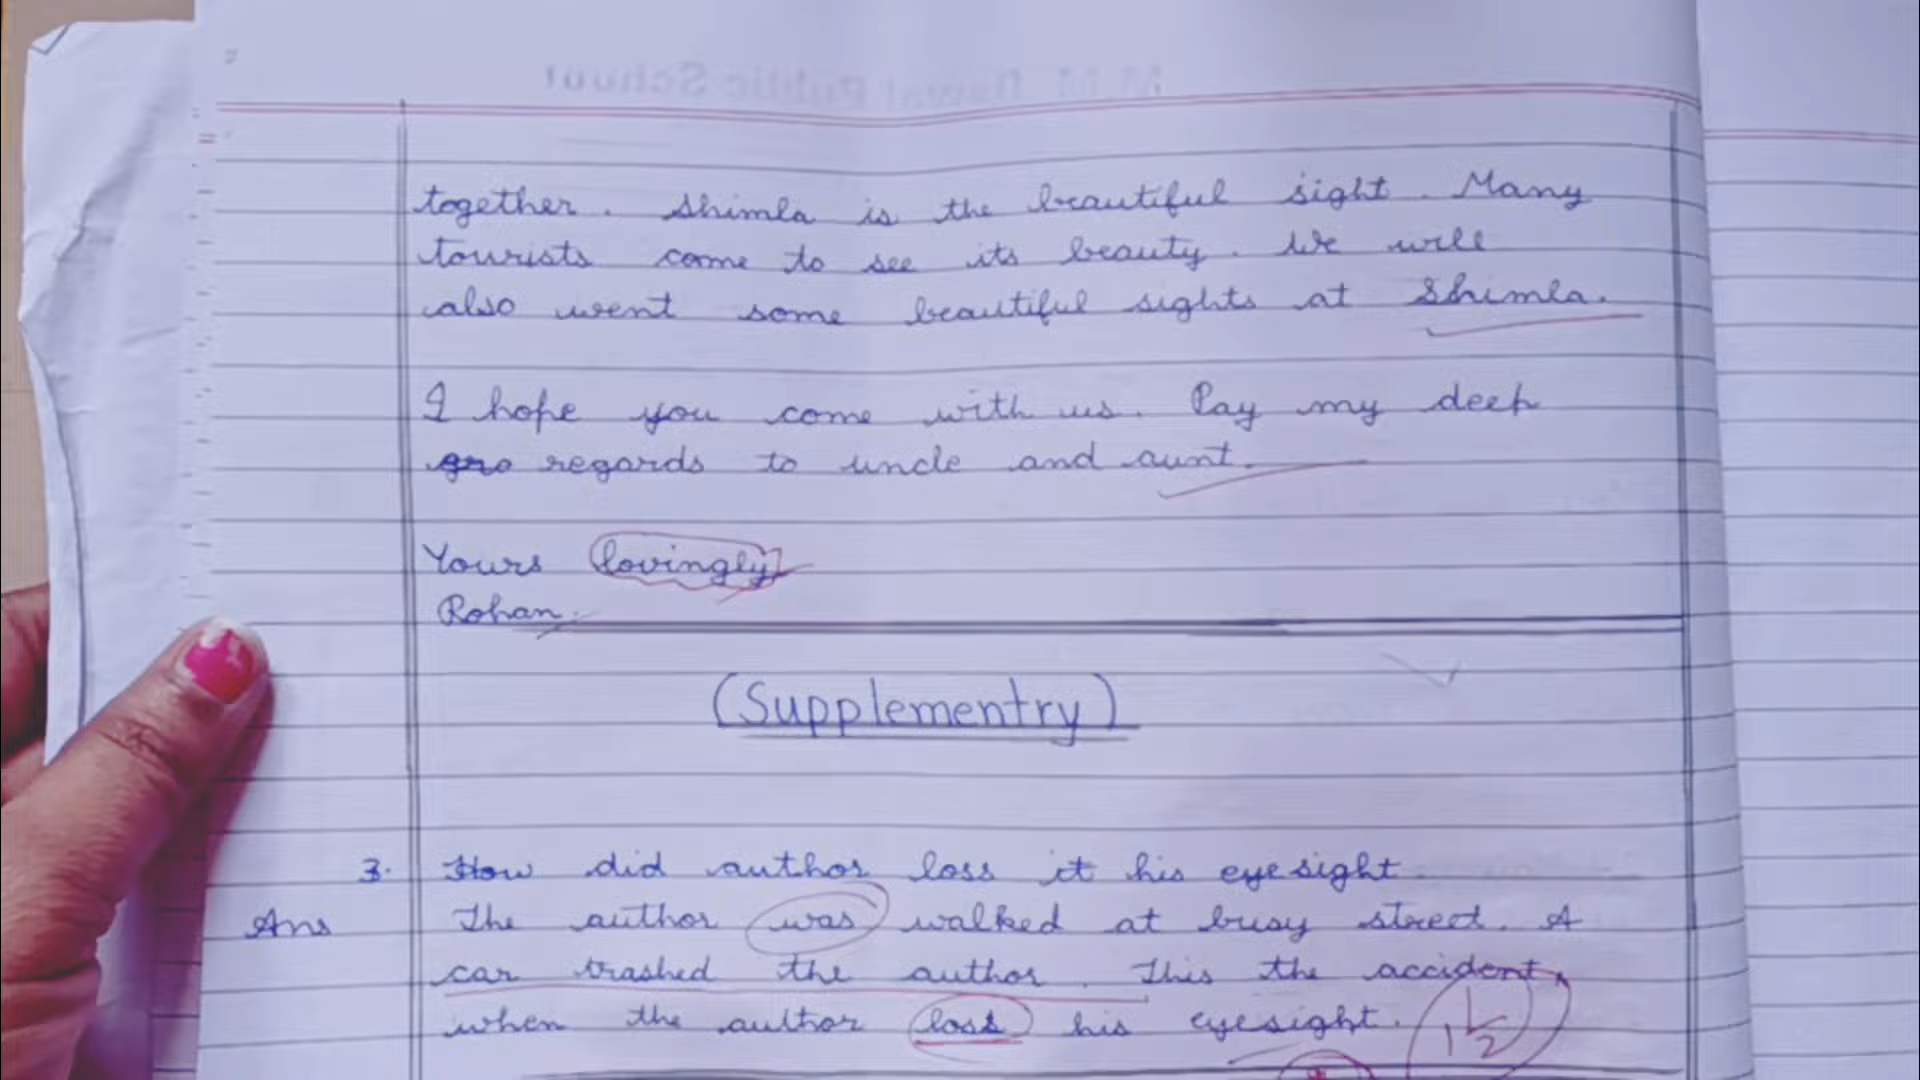 together. Shimla is the beautiful sight. Many
tourists come to see its beauty. We will
also went some beautiful sights at Shimla.
I hope you come with us. Pay my deep
regards to uncle and aunt.
Yours lovingly
Rohan.
(Supplementry)
3. How did author loss it his eyesight.
Ans The author was walked at busy street. A
car trashed the author. This the accident,
when the author loss his eyesight.
1 1/2